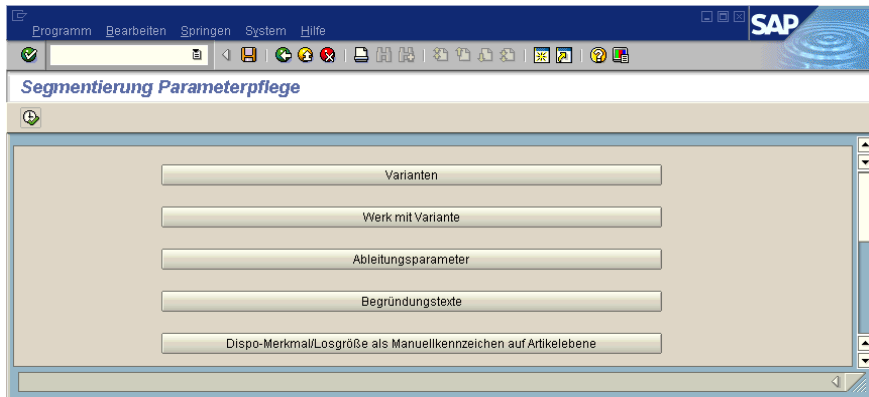 Programm Bearbeiten Springen System Hilfe
SAP
Segmentierung Parameterpflege
Varianten
Werk mit Variante
Ableitungsparameter
Begründungstexte
Dispo-Merkmal/Losgröße als Manuellkennzeichen auf Artikelebene